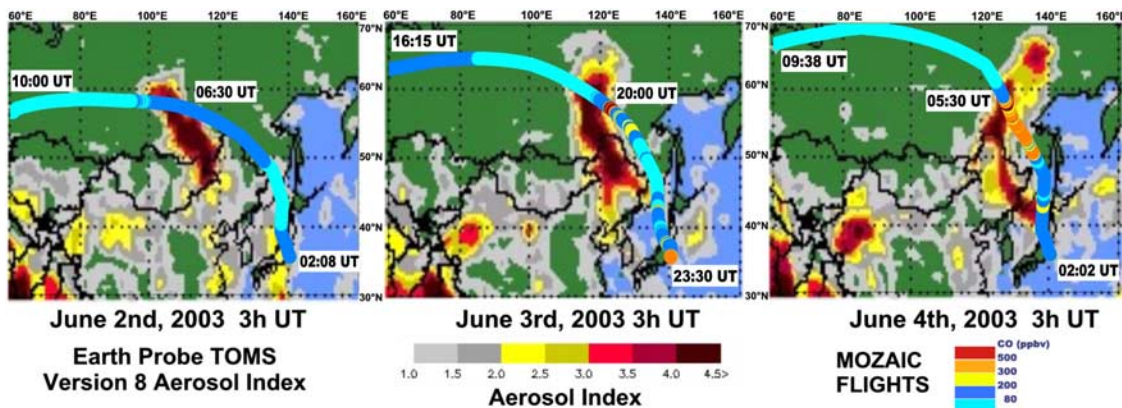 60°E 80°E 100°E 120°E 140°E 160°E
60°E 80°E 100°E 120°E 140°E 160°E
60°E 80°E 100°E 120°E 140°E 160°E
70°N
60°N
50°N
40°N
30°N
70°N
60°N
50°N
40°N
30°N
10:00 UT
06:30 UT
02:08 UT
16:15 UT
20:00 UT
23:30 UT
09:38 UT
05:30 UT
02:02 UT
June 2nd, 2003 3h UT
June 3rd, 2003 3h UT
June 4th, 2003 3h UT
Earth Probe TOMS
Version 8 Aerosol Index
1.0 1.5 2.0 2.5 3.0 3.5 4.0 4.5>
Aerosol Index
MOZAIC
FLIGHTS
CO (ppbv)
500
300
200
80